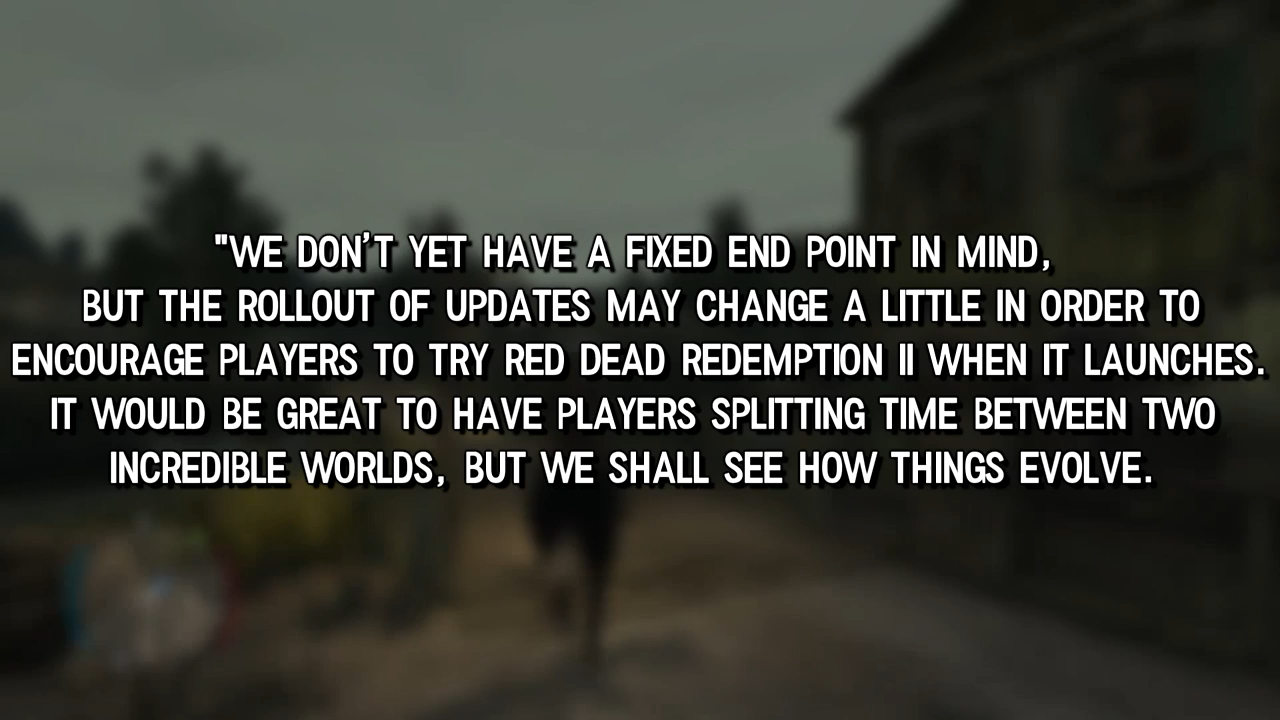 "WE DON'T YET HAVE A FIXED END POINT IN MIND,
BUT THE ROLLOUT OF UPDATES MAY CHANGE A LITTLE IN ORDER TO
ENCOURAGE PLAYERS TO TRY RED DEAD REDEMPTION II WHEN IT LAUNCHES.
IT WOULD BE GREAT TO HAVE PLAYERS SPLITTING TIME BETWEEN TWO
INCREDIBLE WORLDS, BUT WE SHALL SEE HOW THINGS EVOLVE.